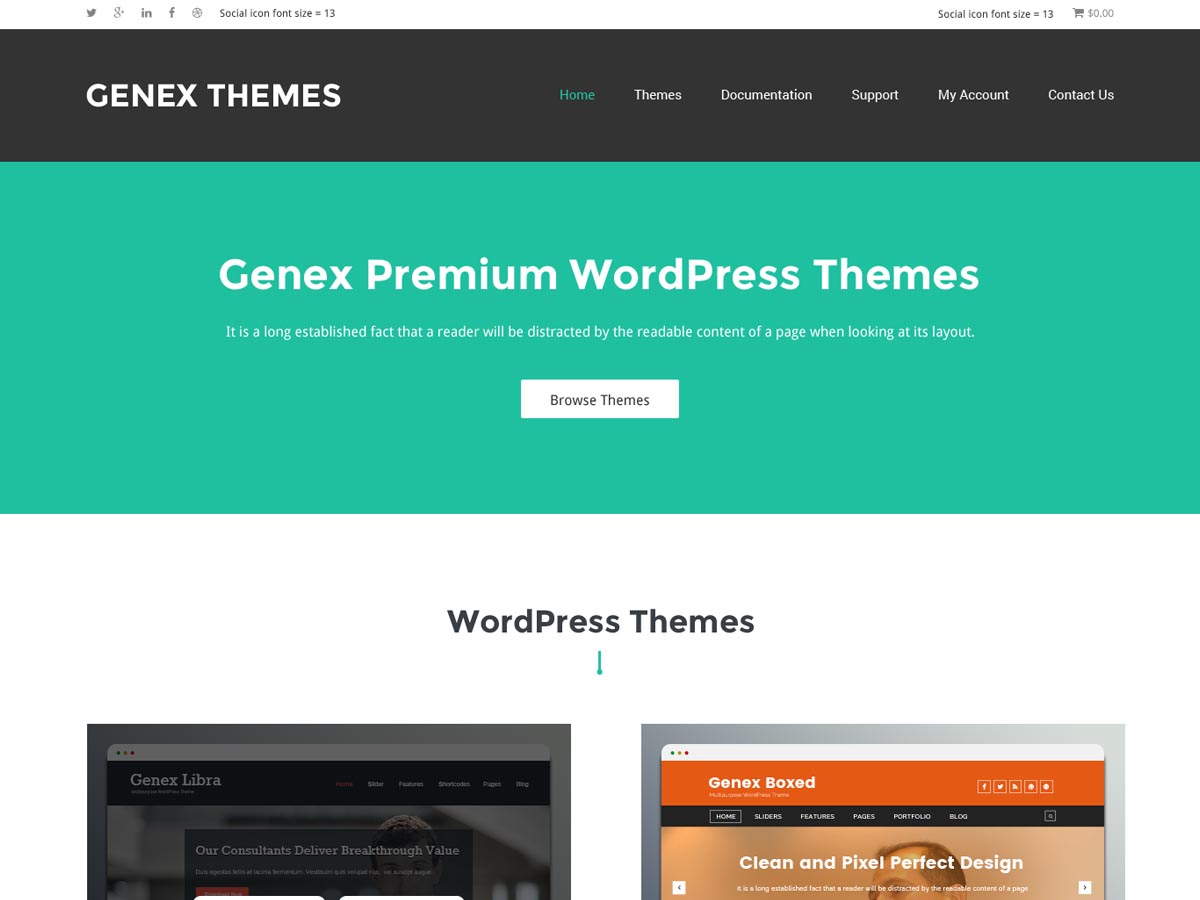 Social icon font size = 13
Social icon font size = 13
$0.00
GENEX THEMES
Home Themes Documentation Support My Account Contact Us
Genex Premium WordPress Themes
It is a long established fact that a reader will be distracted by the readable content of a page when looking at its layout.
Browse Themes
WordPress Themes
Genex Libra
Multipurpose WordPress Theme
Home Slider Features Shortcodes Pages Blog
Our Consultants Deliver Breakthrough Value
Duis egestas felis at lacinia fermentum. Vestibulum quis volutpat nisi, vel suscipit augue.
Download Now
Genex Boxed
Multipurpose WordPress Theme
HOME SLIDERS FEATURES PAGES PORTFOLIO BLOG
Clean and Pixel Perfect Design
It is a long established fact that a reader will be distracted by the readable content of a page